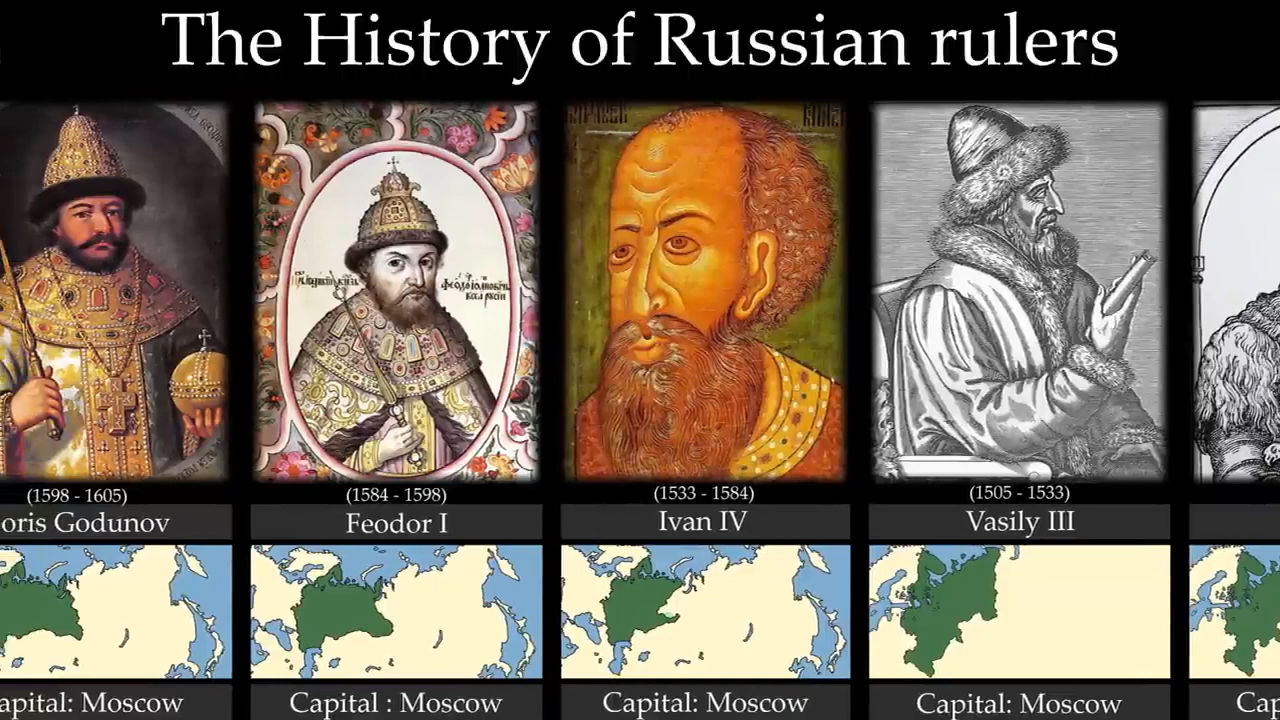 The History of Russian rulers
(1598 - 1605)
oris Godunov
apital: Moscow
(1584 - 1598)
Feodor I
Capital : Moscow
(1533 - 1584)
Ivan IV
Capital: Moscow
(1505 - 1533)
Vasily III
Capital: Moscow
Cap